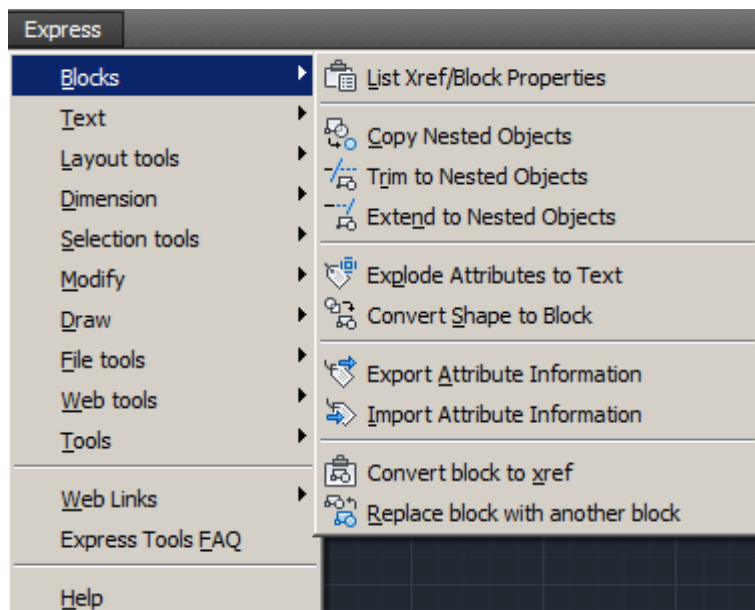 Express
Blocks
Text
Layout tools
Dimension
Selection tools
Modify
Draw
File tools
Web tools
Tools
Web Links
Express Tools FAQ
Help
List Xref/Block Properties
Copy Nested Objects
Trim to Nested Objects
Extend to Nested Objects
Explode Attributes to Text
Convert Shape to Block
Export Attribute Information
Import Attribute Information
Convert block to xref
Replace block with another block